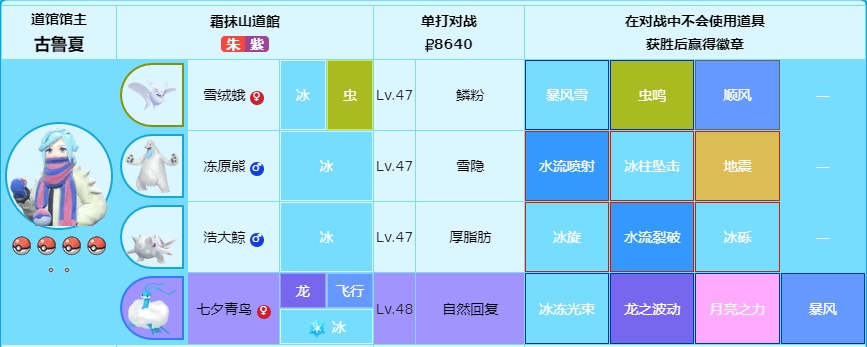 道馆馆主
古鲁夏
霜抹山道館
朱 紫
单打对战
₽8640
在对战中不会使用道具
获胜后赢得徽章
雪绒蛾♀ 冰 虫 Lv.47 鳞粉 暴风雪 虫鸣 顺风 —
冻原熊♂ 冰 Lv.47 雪隐 水流喷射 冰柱坠击 地震 —
浩大鲸♂ 冰 Lv.47 厚脂肪 冰旋 水流裂破 冰砾 —
七夕青鸟♀ 龙 飞行 冰 Lv.48 自然回复 冰冻光束 龙之波动 月亮之力 暴风